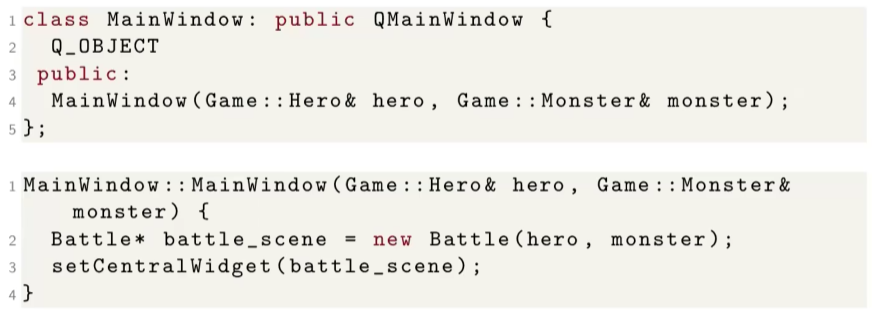 1 class MainWindow: public QMainWindow {
2 Q_OBJECT
3 public:
4 MainWindow(Game::Hero& hero, Game::Monster& monster);
5 };
1 MainWindow::MainWindow(Game::Hero& hero, Game::Monster&
monster) {
2 Battle* battle_scene = new Battle(hero, monster);
3 setCentralWidget(battle_scene);
4 }